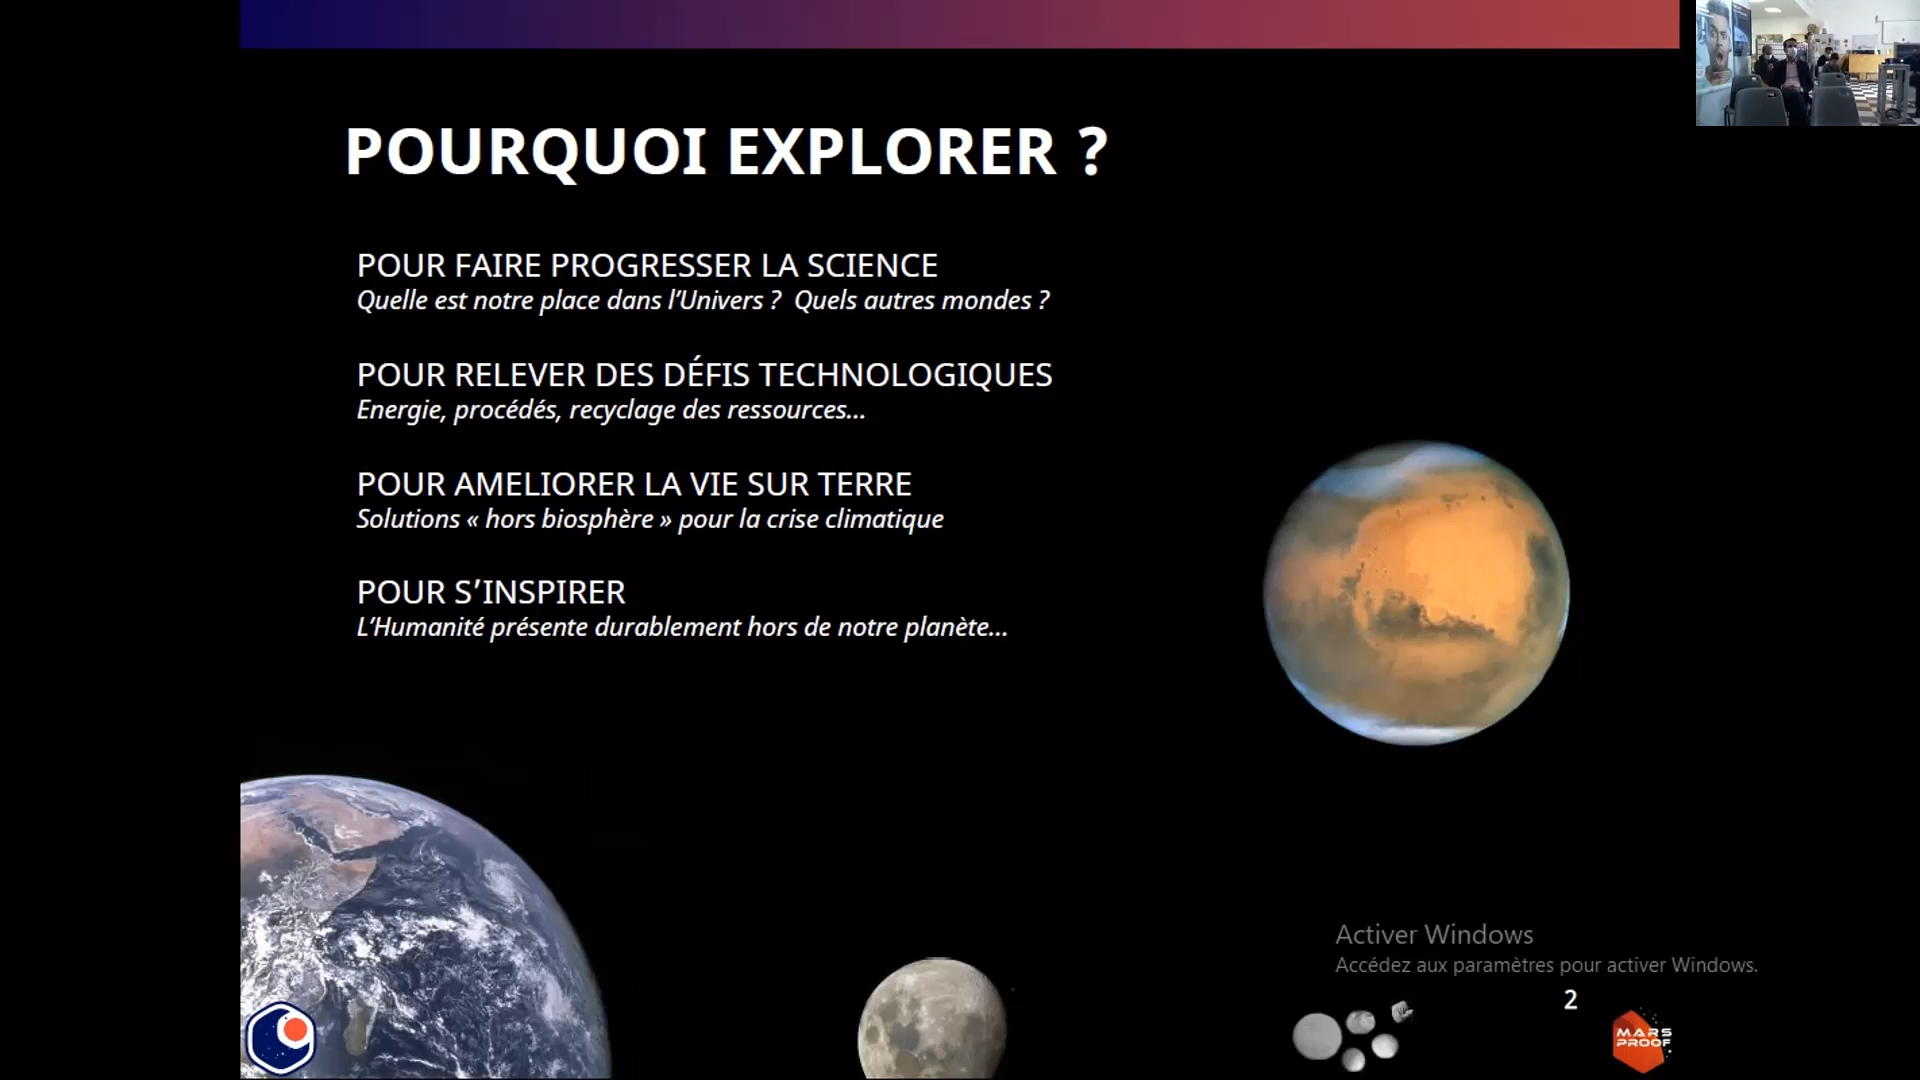 POURQUOI EXPLORER ?
POUR FAIRE PROGRESSER LA SCIENCE
Quelle est notre place dans l’Univers ?  Quels autres mondes ?
POUR RELEVER DES DÉFIS TECHNOLOGIQUES
Energie, procédés, recyclage des ressources...
POUR AMELIORER LA VIE SUR TERRE
Solutions « hors biosphère » pour la crise climatique
POUR S’INSPIRER
L’Humanité présente durablement hors de notre planète...
Activer Windows
Accédez aux paramètres pour activer Windows.
2
MARS
PROOF